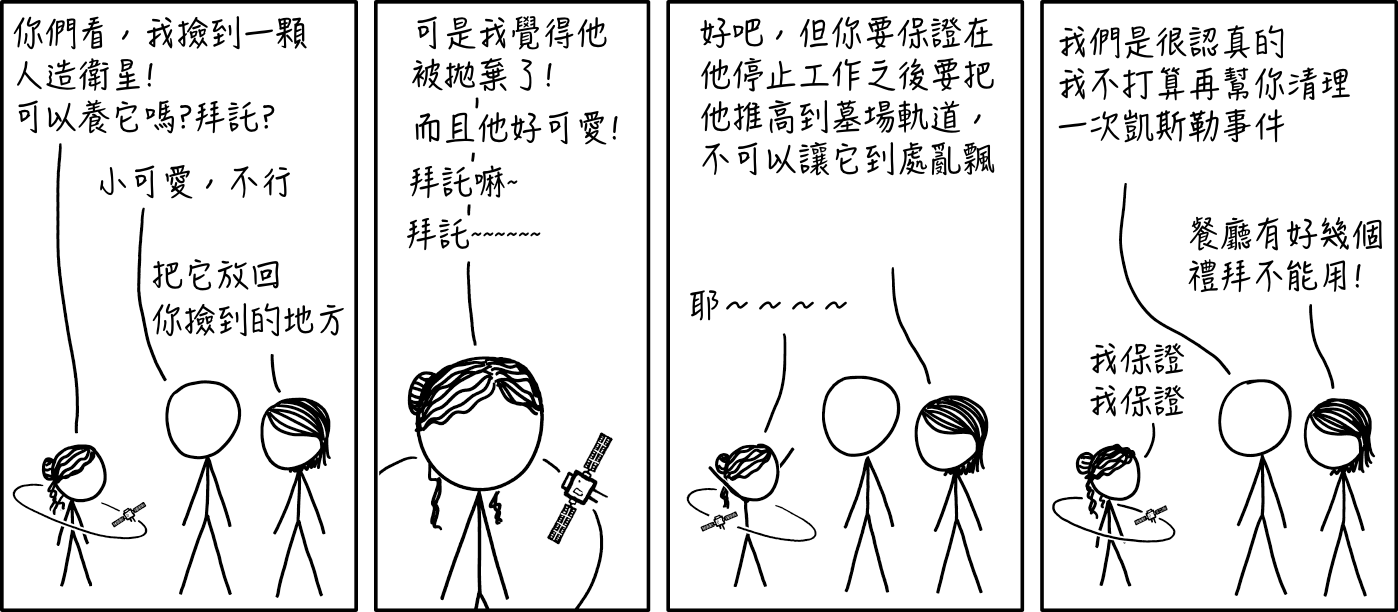 你們看，我撿到一顆
人造衛星!
可以養它嗎?拜託?
小可愛，不行
把它放回
你撿到的地方
可是我覺得他
被拋棄了!
而且他好可愛!
拜託嘛~
拜託~~~~~~
好吧，但你要保證在
他停止工作之後要把
他推高到墓場軌道，
不可以讓它到處亂飄
耶~~~~
我們是很認真的
我不打算再幫你清理
一次凱斯勒事件
餐廳有好幾個
禮拜不能用!
我保證
我保證